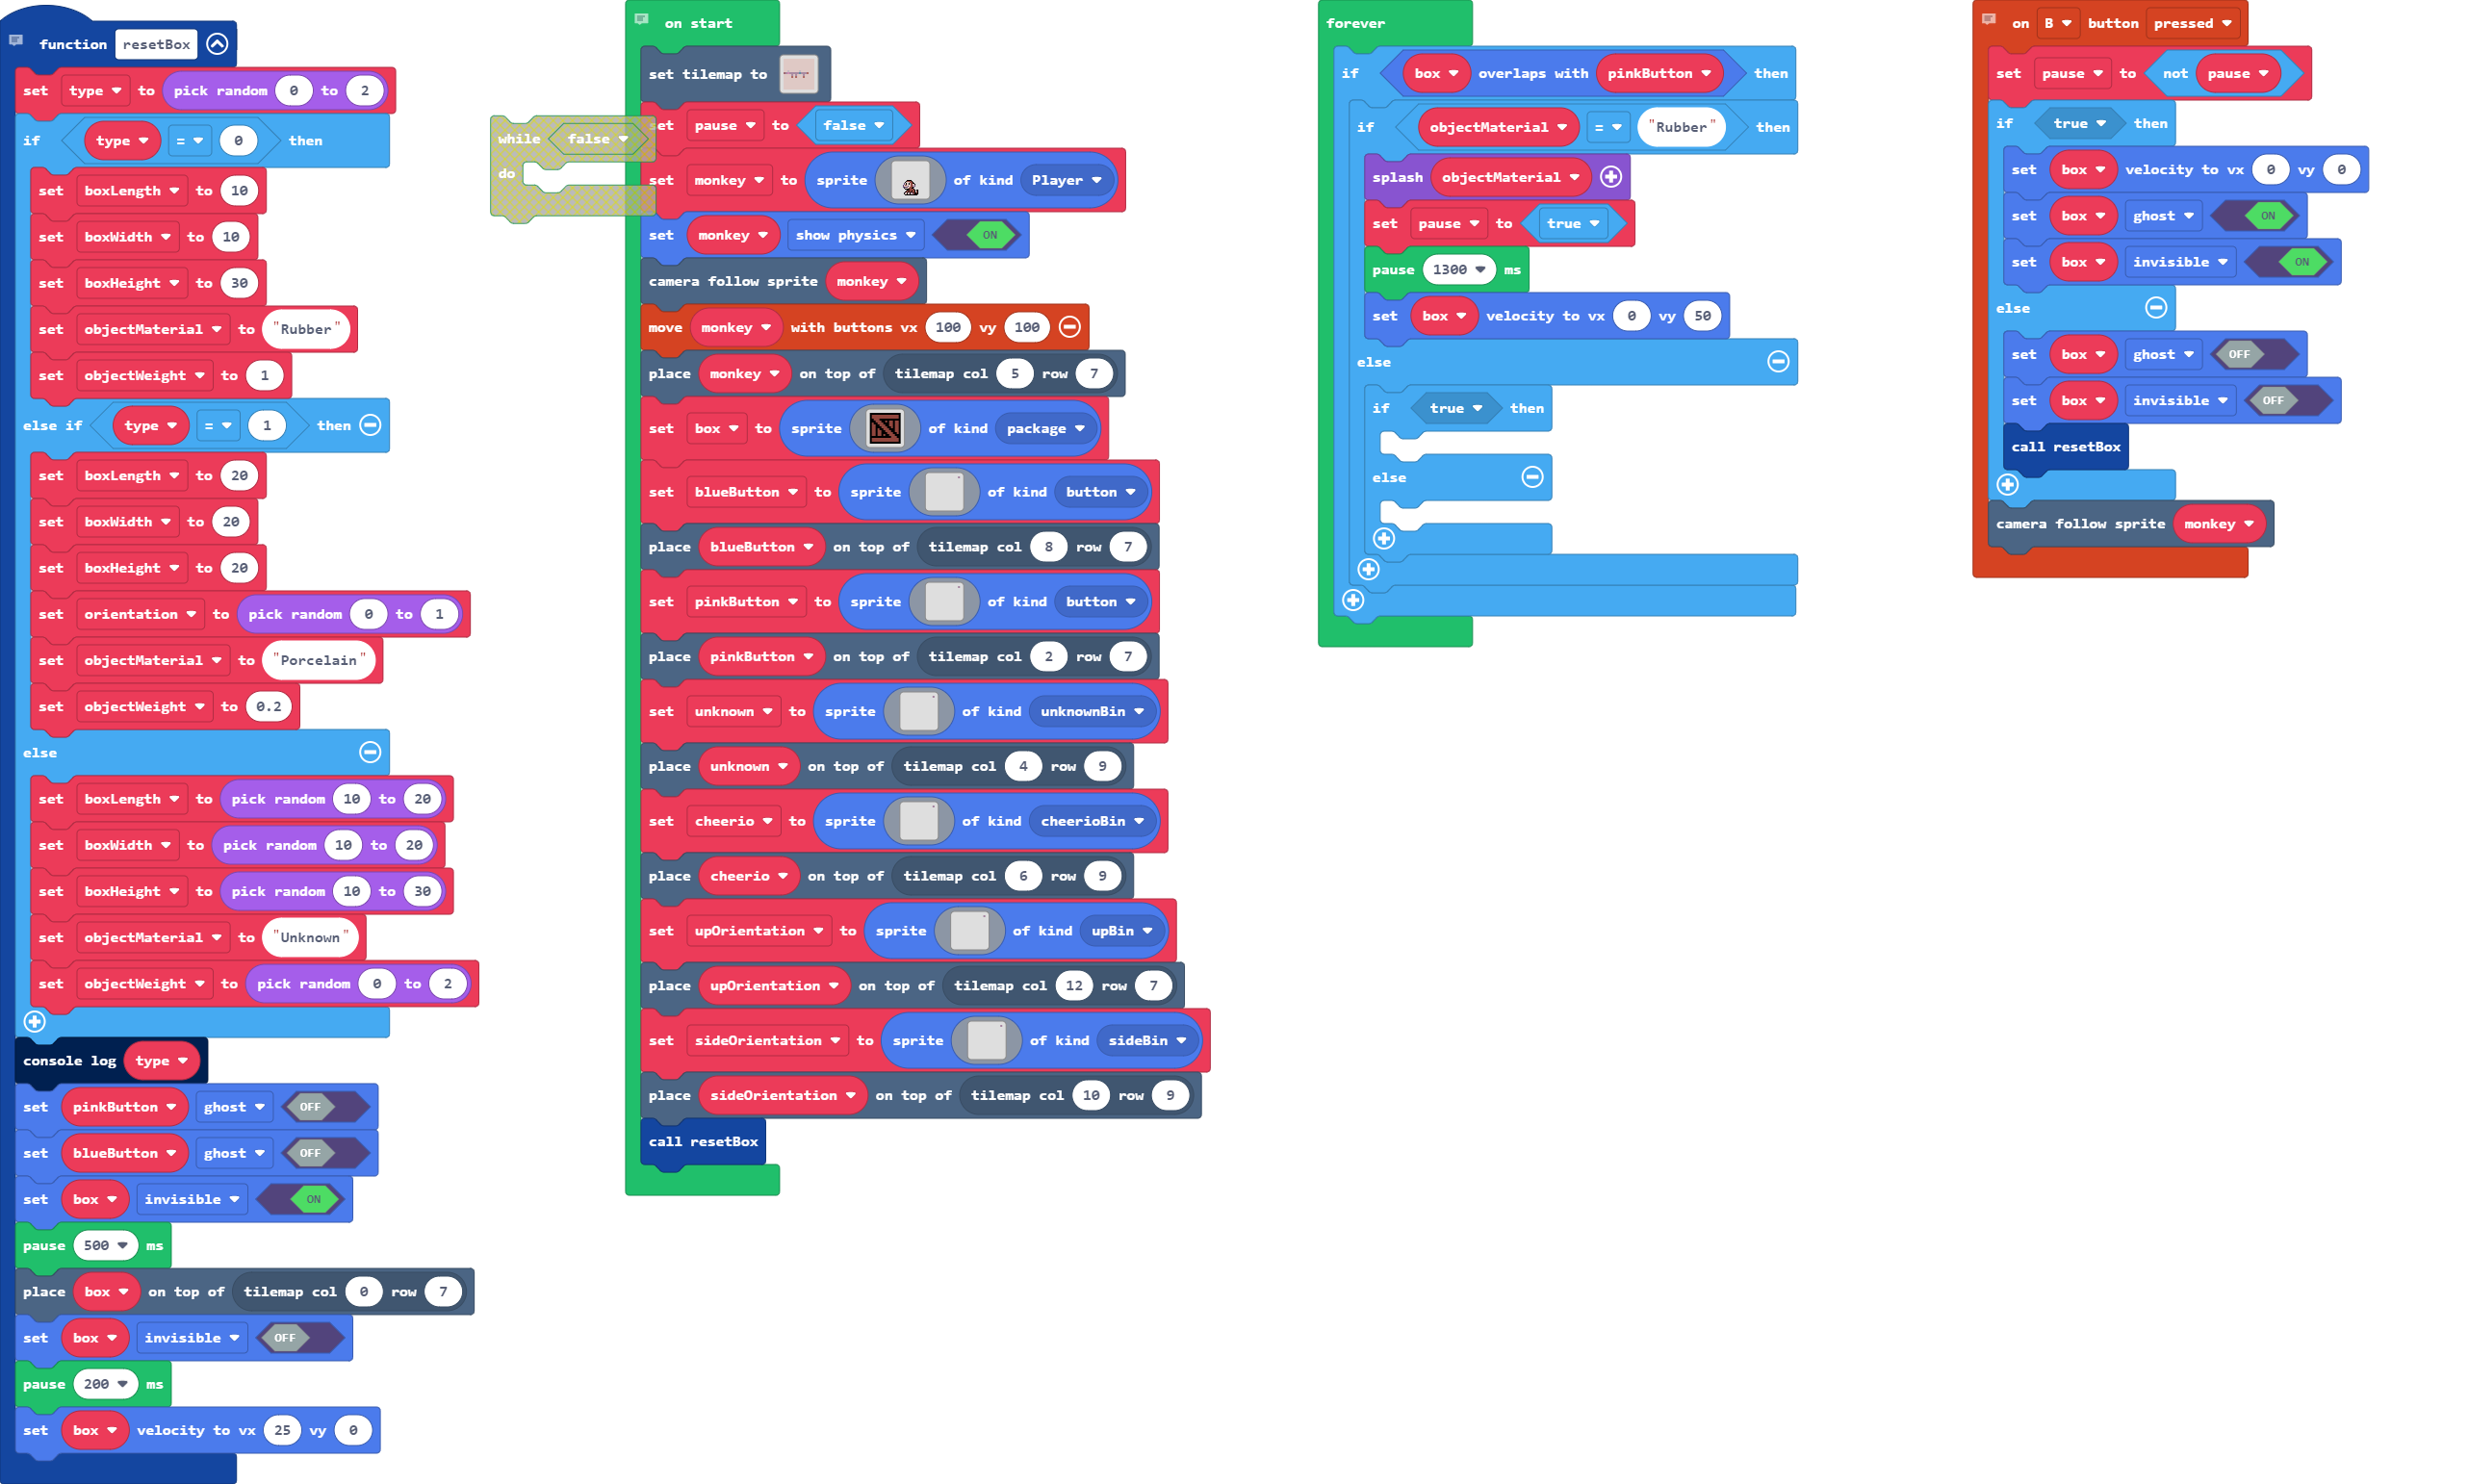 function resetBox
set type to pick random 0 to 2
if type = 0 then
set boxLength to 10
set boxWidth to 10
set boxHeight to 30
set objectMaterial to "Rubber"
set objectWeight to 1
else if type = 1 then
set boxLength to 20
set boxWidth to 20
set boxHeight to 20
set orientation to pick random 0 to 1
set objectMaterial to "Porcelain"
set objectWeight to 0.2
else
set boxLength to pick random 10 to 20
set boxWidth to pick random 10 to 20
set boxHeight to pick random 10 to 30
set objectMaterial to "Unknown"
set objectWeight to pick random 0 to 2
console log type
set pinkButton ghost OFF
set blueButton ghost OFF
set box invisible ON
pause 500 ms
place box on top of tilemap col 0 row 7
set box invisible OFF
pause 200 ms
set box velocity to vx 25 vy 0
while false
do
on start
set tilemap to
set pause to false
set monkey to sprite of kind Player
set monkey show physics ON
camera follow sprite monkey
move monkey with buttons vx 100 vy 100
place monkey on top of tilemap col 5 row 7
set box to sprite of kind package
set blueButton to sprite of kind button
place blueButton on top of tilemap col 8 row 7
set pinkButton to sprite of kind button
place pinkButton on top of tilemap col 2 row 7
set unknown to sprite of kind unknownBin
place unknown on top of tilemap col 4 row 9
set cheerio to sprite of kind cheerioBin
place cheerio on top of tilemap col 6 row 9
set upOrientation to sprite of kind upBin
place upOrientation on top of tilemap col 12 row 7
set sideOrientation to sprite of kind sideBin
place sideOrientation on top of tilemap col 10 row 9
call resetBox
forever
if box overlaps with pinkButton then
if objectMaterial = "Rubber" then
splash objectMaterial
set pause to true
pause 1300 ms
set box velocity to vx 0 vy 50
else
if true then
else
on B button pressed
set pause to not pause
if true then
set box velocity to vx 0 vy 0
set box ghost ON
set box invisible ON
else
set box ghost OFF
set box invisible OFF
call resetBox
camera follow sprite monkey